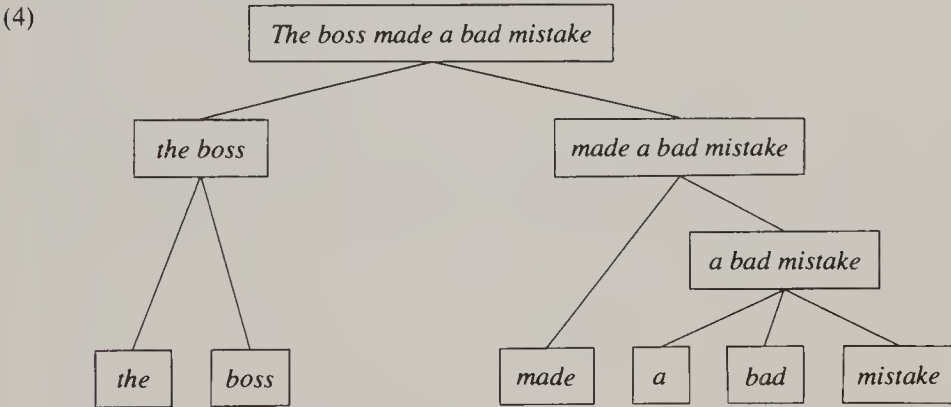 (4)
The boss made a bad mistake
the boss
made a bad mistake
a bad mistake
the
boss
made
a
bad
mistake